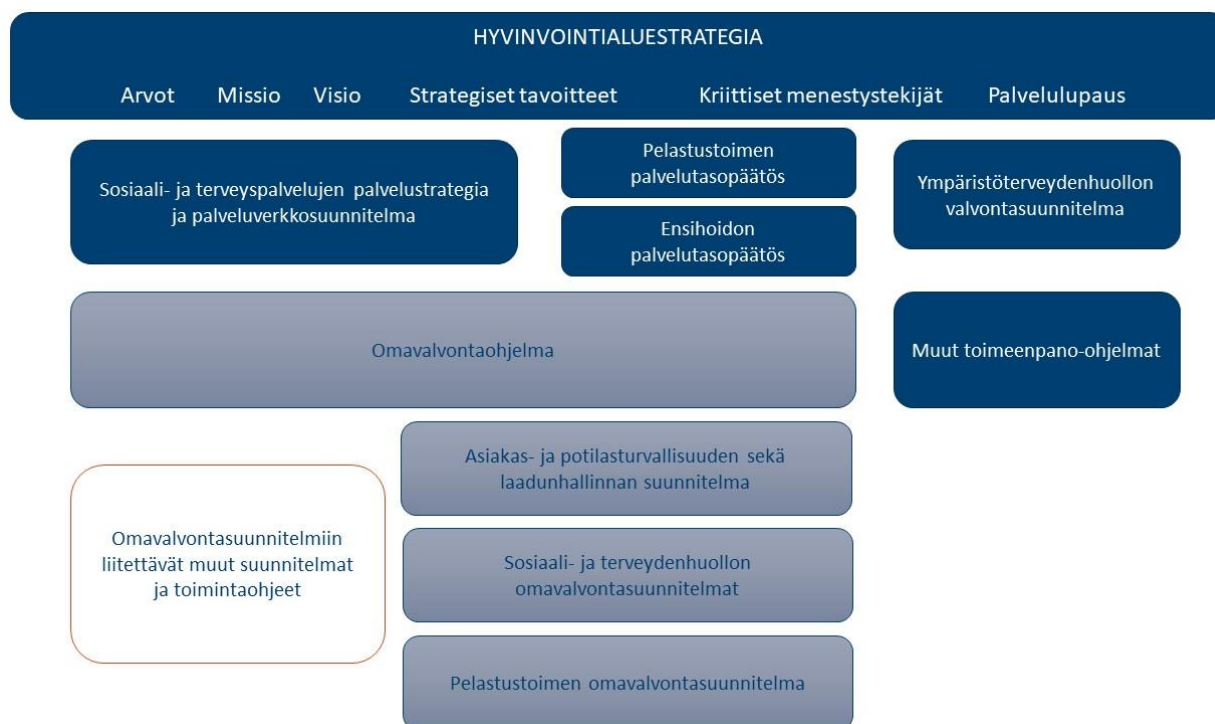 HYVINVOINTIALUESTRATEGIA
Arvot Missio Visio Strategiset tavoitteet Kriittiset menestystekijät Palvelulupaus
Sosiaali- ja terveyspalvelujen palvelustrategia
ja palveluverkkosuunnitelma
Pelastustoimen
palvelutasopäätös
Ensihoidon
palvelutasopäätös
Ympäristöterveydenhuollon
valvontasuunnitelma
Omavalvontaohjelma
Muut toimeenpano-ohjelmat
Omavalvontasuunnitelmiin
liitettävät muut suunnitelmat
ja toimintaohjeet
Asiakas- ja potilasturvallisuuden sekä
laadunhallinnan suunnitelma
Sosiaali- ja terveydenhuollon
omavalvontasuunnitelmat
Pelastustoimen omavalvontasuunnitelma